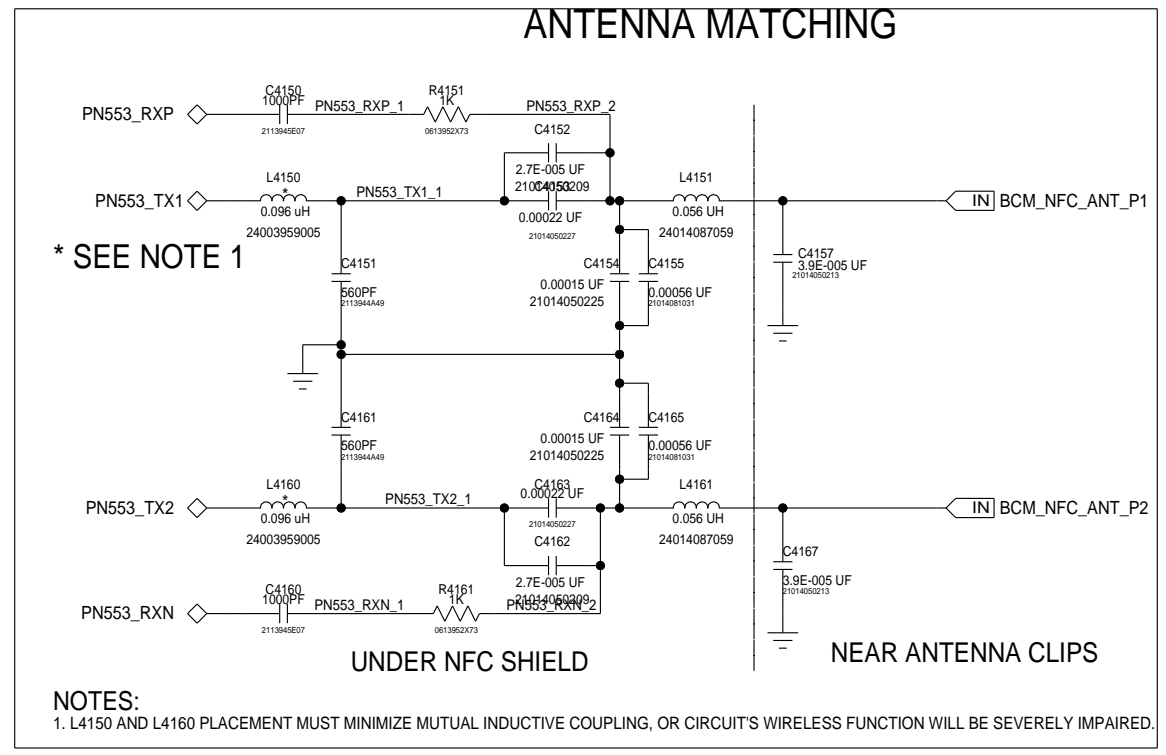 ANTENNA MATCHING
C4150
1000PF
PN553_RXP
PN553_RXP_1
2113945E07
R4151
1K
0613952X73
PN553_RXP_2
C4152
2.7E-005 UF
21014050209
L4150
*
PN553_TX1
0.096 uH
24003959005
PN553_TX1_1
C4153
0.00022 UF
21014050227
L4151
0.056 UH
24014087059
IN BCM_NFC_ANT_P1
* SEE NOTE 1
C4151
560PF
2113944A49
C4154
0.00015 UF
21014050225
C4155
0.00056 UF
21014081031
C4157
3.9E-005 UF
21014050213
C4161
560PF
2113944A49
C4164
0.00015 UF
21014050225
C4165
0.00056 UF
21014081031
L4160
*
PN553_TX2
0.096 uH
24003959005
PN553_TX2_1
C4163
0.00022 UF
21014050227
C4162
2.7E-005 UF
21014050209
L4161
0.056 UH
24014087059
IN BCM_NFC_ANT_P2
C4167
3.9E-005 UF
21014050213
C4160
1000PF
PN553_RXN
PN553_RXN_1
2113945E07
R4161
1K
0613952X73
PN553_RXN_2
UNDER NFC SHIELD
NEAR ANTENNA CLIPS
NOTES:
1. L4150 AND L4160 PLACEMENT MUST MINIMIZE MUTUAL INDUCTIVE COUPLING, OR CIRCUIT'S WIRELESS FUNCTION WILL BE SEVERELY IMPAIRED.